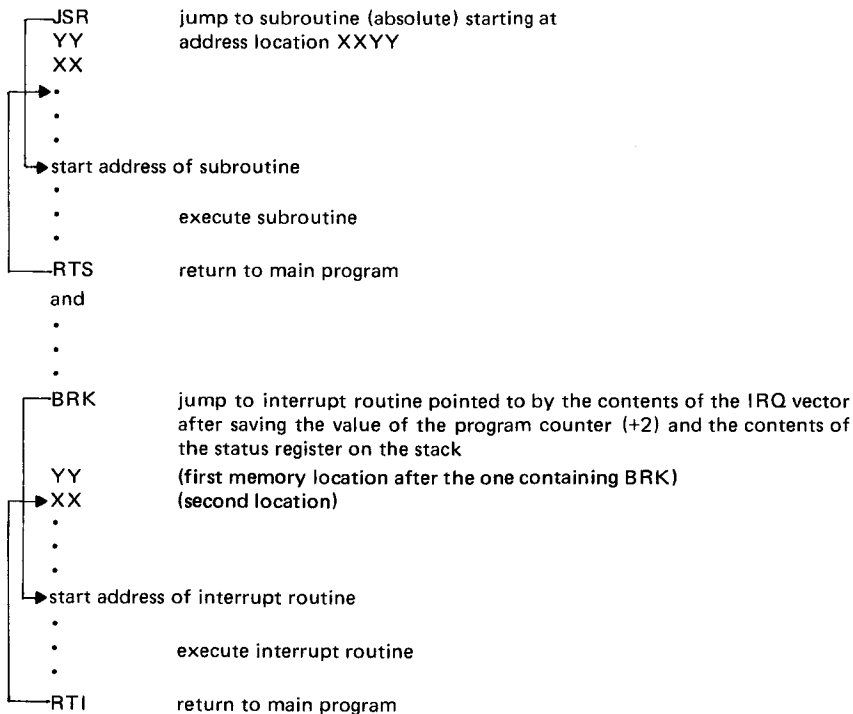 JSR jump to subroutine (absolute) starting at
YY address location XXYY
XX
start address of subroutine
execute subroutine
RTS return to main program
and
BRK jump to interrupt routine pointed to by the contents of the IRQ vector
after saving the value of the program counter (+2) and the contents of
the status register on the stack
YY (first memory location after the one containing BRK)
XX (second location)
start address of interrupt routine
execute interrupt routine
RTI return to main program